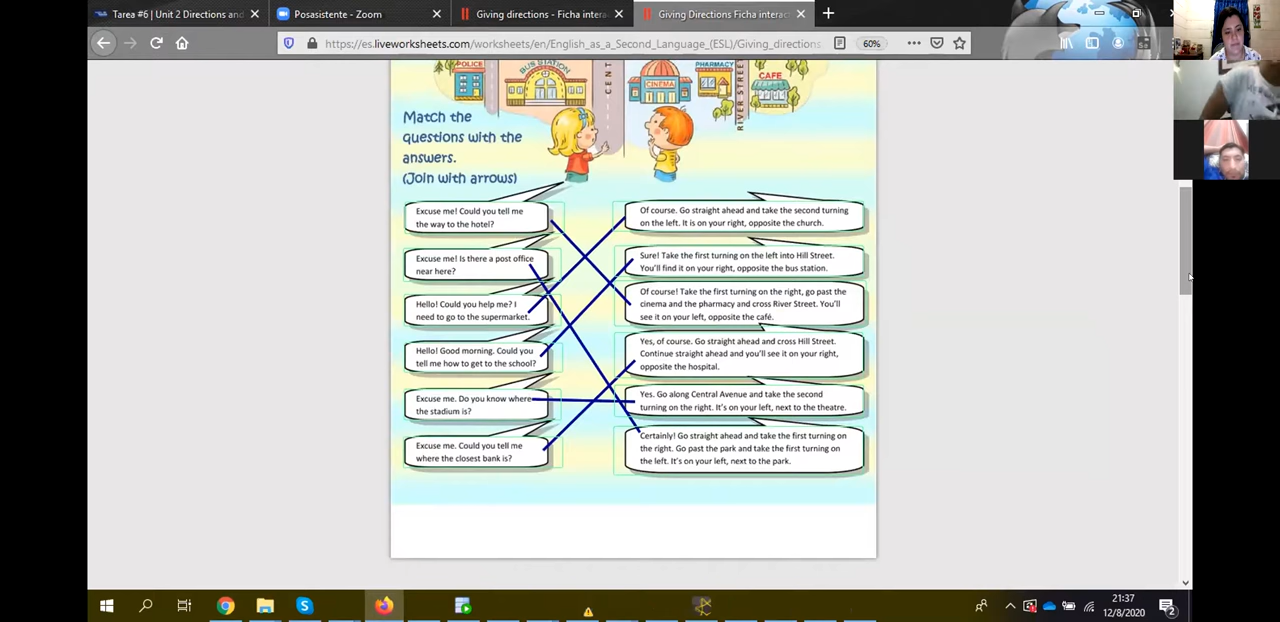 Tarea #6 | Unit 2 Directions and
Posasistente - Zoom
Giving directions - Ficha intera
Giving Directions Ficha interac
https://es.liveworksheets.com/worksheets/en/English_as_a_Second_Language_(ESL)/Giving_directions
60%
POLICE
BUS STATION
CENT
CINEMA
PHARMACY
RIVER STREET
CAFE
Match the
questions with the
answers.
(Join with arrows)
Excuse me! Could you tell me
the way to the hotel?
Excuse me! Is there a post office
near here?
Hello! Could you help me? I
need to go to the supermarket.
Hello! Good morning. Could you
tell me how to get to the school?
Excuse me. Do you know where
the stadium is?
Excuse me. Could you tell me
where the closest bank is?
Of course. Go straight ahead and take the second turning
on the left. It is on your right, opposite the church.
Sure! Take the first turning on the left into Hill Street.
You'll find it on your right, opposite the bus station.
Of course! Take the first turning on the right, go past the
cinema and the pharmacy and cross River Street. You'll
see it on your left, opposite the café.
Yes, of course. Go straight ahead and cross Hill Street.
Continue straight ahead and you'll see it on your right,
opposite the hospital.
Yes. Go along Central Avenue and take the second
turning on the right. It's on your left, next to the theatre.
Certainly! Go straight ahead and take the first turning on
the right. Go past the park and take the first turning on
the left. It's on your left, next to the park.
21:37
12/8/2020
2